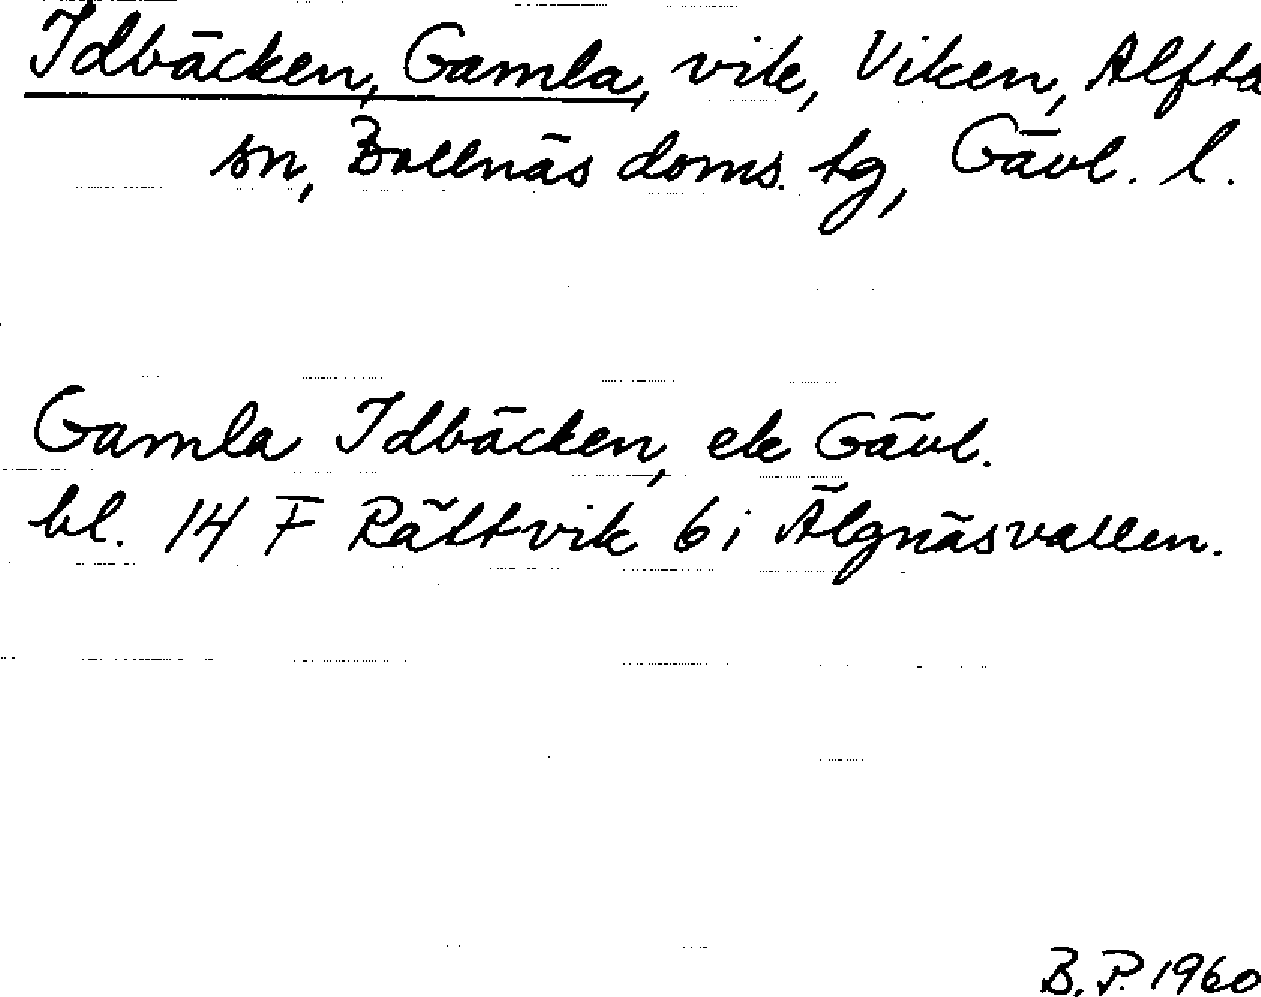 Idbäcken, Gamla, vik, Viken, Alfta
sn, Bollnäs doms. tg, Gävl. l.
Gamla Idbäcken, ek Gävl.
bl. 14 F Rättvik 6 i Älgnäsvallen.
B. P. 1960